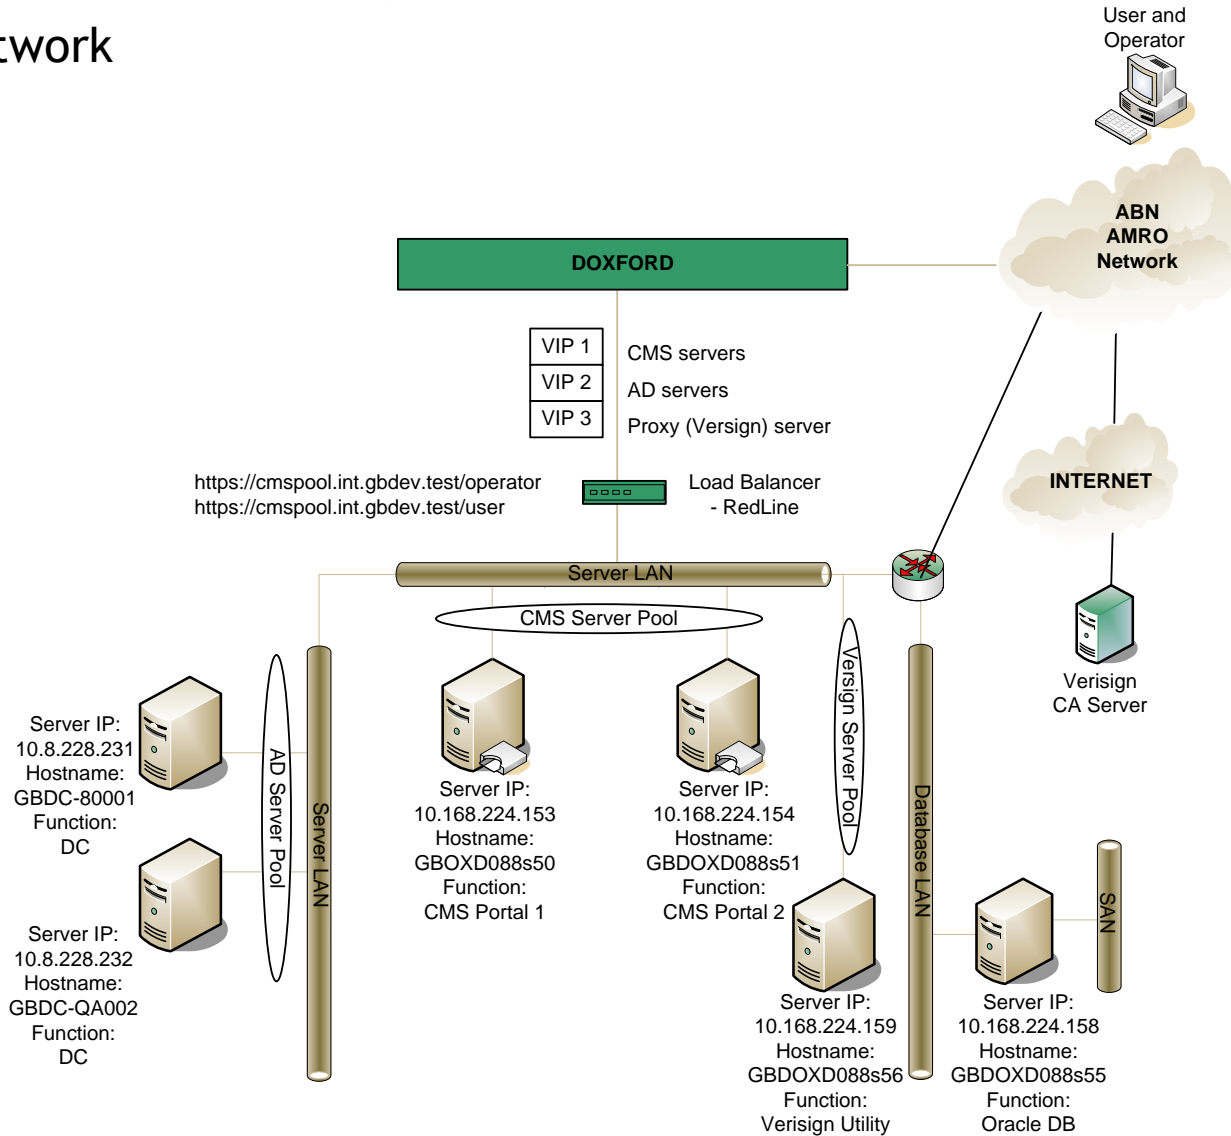 twork
User and
Operator
ABN
AMRO
Network
DOXFORD
VIP 1
CMS servers
VIP 2
AD servers
VIP 3
Proxy (Versign) server
https://cmspool.int.gbdev.test/operator
https://cmspool.int.gbdev.test/user
Load Balancer
- RedLine
INTERNET
Server LAN
CMS Server Pool
Verisign
CA Server
Versign Server Pool
Server IP:
10.8.228.231
Hostname:
GBDC-80001
Function:
DC
AD Server Pool
Server LAN
Server IP:
10.168.224.153
Hostname:
GBOXD088s50
Function:
CMS Portal 1
Server IP:
10.168.224.154
Hostname:
GBDOXD088s51
Function:
CMS Portal 2
Database LAN
SAN
Server IP:
10.8.228.232
Hostname:
GBDC-QA002
Function:
DC
Server IP:
10.168.224.159
Hostname:
GBDOXD088s56
Function:
Verisign Utility
Server IP:
10.168.224.158
Hostname:
GBDOXD088s55
Function:
Oracle DB